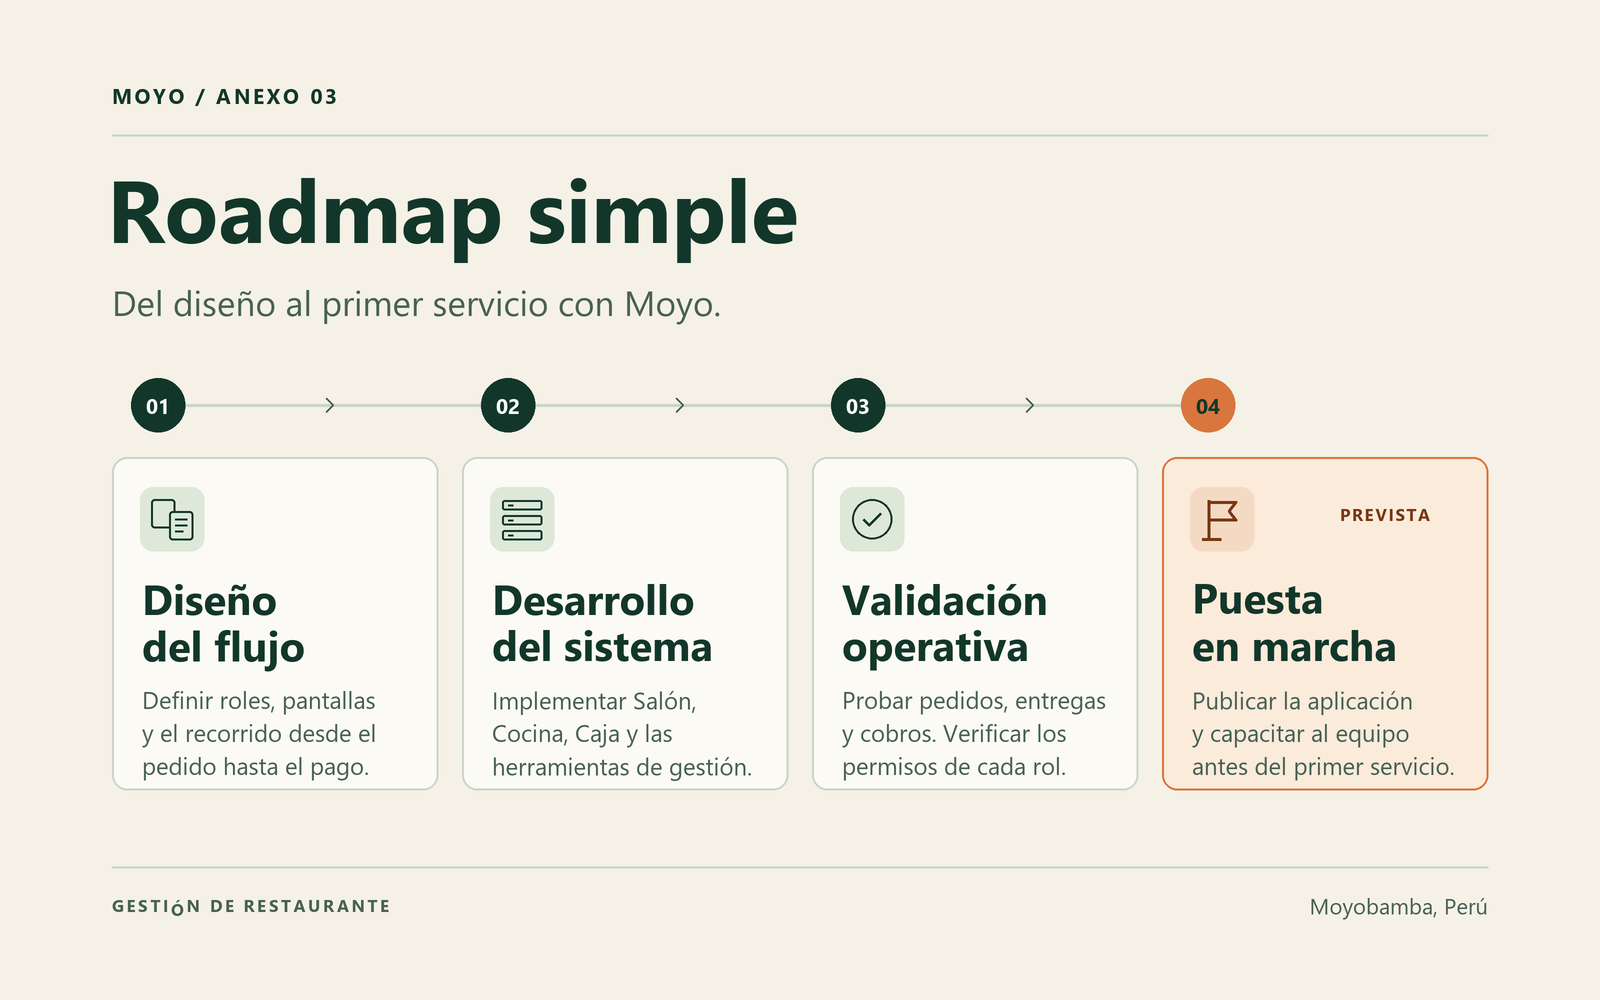 MOYO / ANEXO 03
Roadmap simple
Del diseño al primer servicio con Moyo.
01
02
03
04
Diseño
del flujo
Definir roles, pantallas
y el recorrido desde el
pedido hasta el pago.
Desarrollo
del sistema
Implementar Salón,
Cocina, Caja y las
herramientas de gestión.
Validación
operativa
Probar pedidos, entregas
y cobros. Verificar los
permisos de cada rol.
PREVISTA
Puesta
en marcha
Publicar la aplicación
y capacitar al equipo
antes del primer servicio.
GESTIÓN DE RESTAURANTE
Moyobamba, Perú